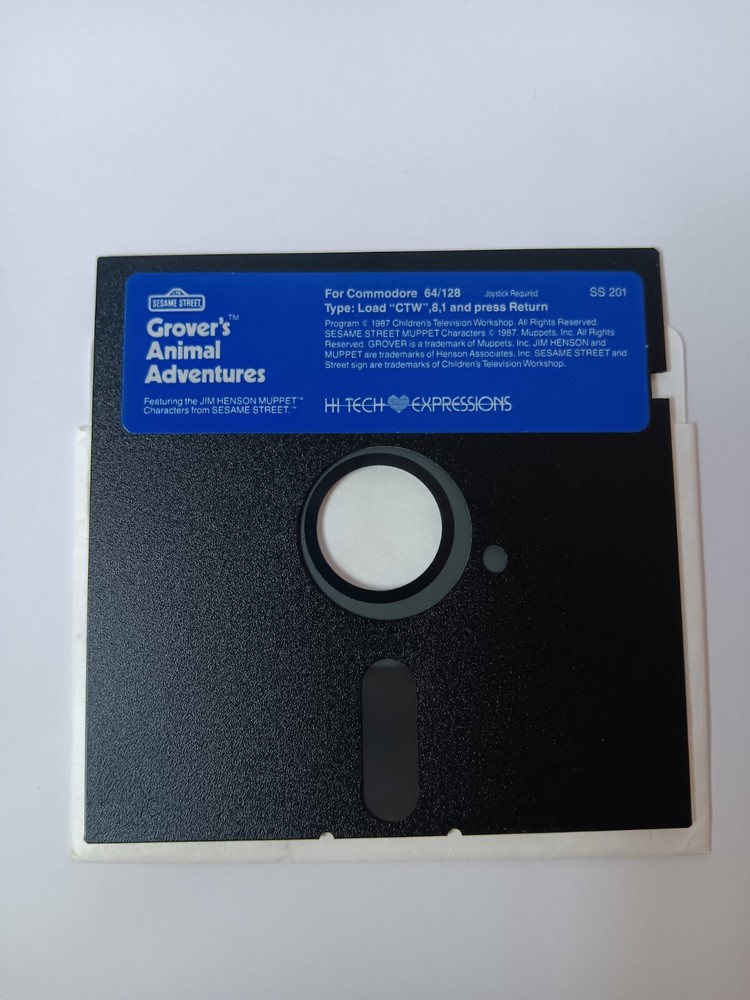 SESAME STREET
Grover's™
Animal
Adventures
Featuring the JIM HENSON MUPPET™
Characters from SESAME STREET.™
For Commodore 64/128 Joystick Required SS 201
Type: Load "CTW",8,1 and press Return
Program © 1987 Children's Television Workshop. All Rights Reserved.
SESAME STREET MUPPET Characters © 1987, Muppets, Inc. All Rights
Reserved. GROVER is a trademark of Muppets, Inc. JIM HENSON and
MUPPET are trademarks of Henson Associates, Inc. SESAME STREET and
Street sign are trademarks of Children's Television Workshop.
HI TECH EXPRESSIONS